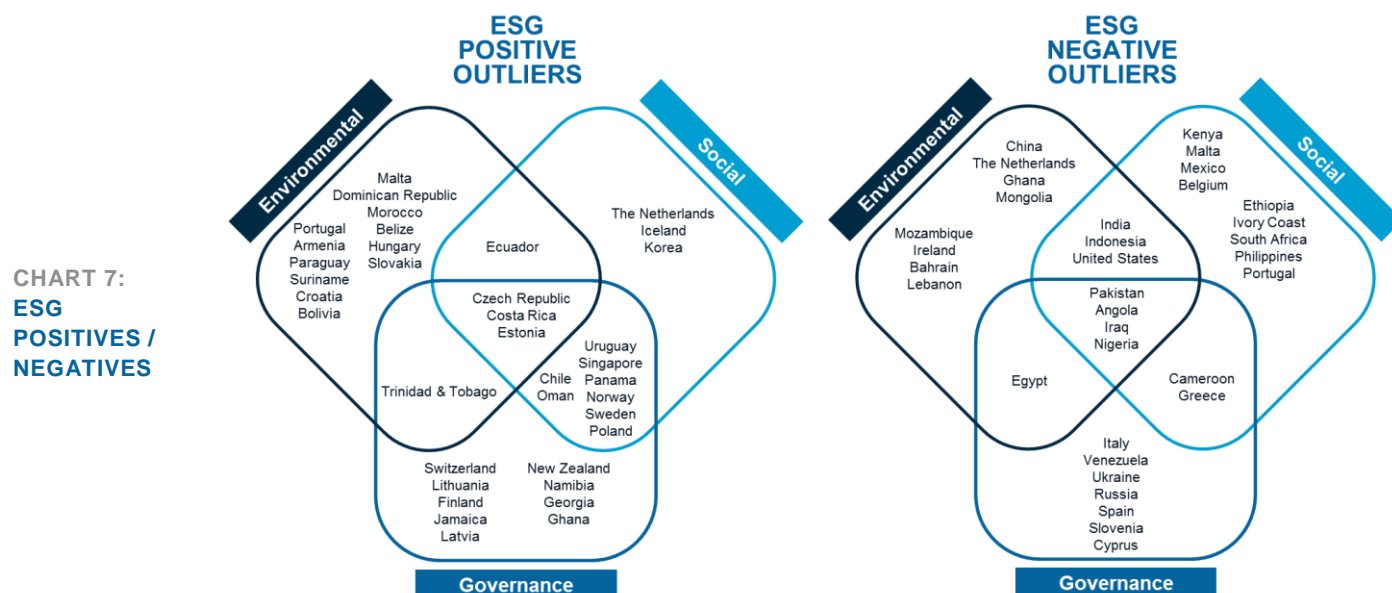 CHART 7:
ESG
POSITIVES /
NEGATIVES
ESG
POSITIVE
OUTLIERS
Environmental
Social
Malta
Dominican Republic
Morocco
Belize
Hungary
Slovakia
Portugal
Armenia
Paraguay
Suriname
Croatia
Bolivia
Ecuador
The Netherlands
Iceland
Korea
Czech Republic
Costa Rica
Estonia
Trinidad & Tobago
Chile
Oman
Uruguay
Singapore
Panama
Norway
Sweden
Poland
Switzerland
Lithuania
Finland
Jamaica
Latvia
New Zealand
Namibia
Georgia
Ghana
Governance
ESG
NEGATIVE
OUTLIERS
Environmental
Social
China
The Netherlands
Ghana
Mongolia
Mozambique
Ireland
Bahrain
Lebanon
India
Indonesia
United States
Kenya
Malta
Mexico
Belgium
Ethiopia
Ivory Coast
South Africa
Philippines
Portugal
Pakistan
Angola
Iraq
Nigeria
Egypt
Cameroon
Greece
Italy
Venezuela
Ukraine
Russia
Spain
Slovenia
Cyprus
Governance